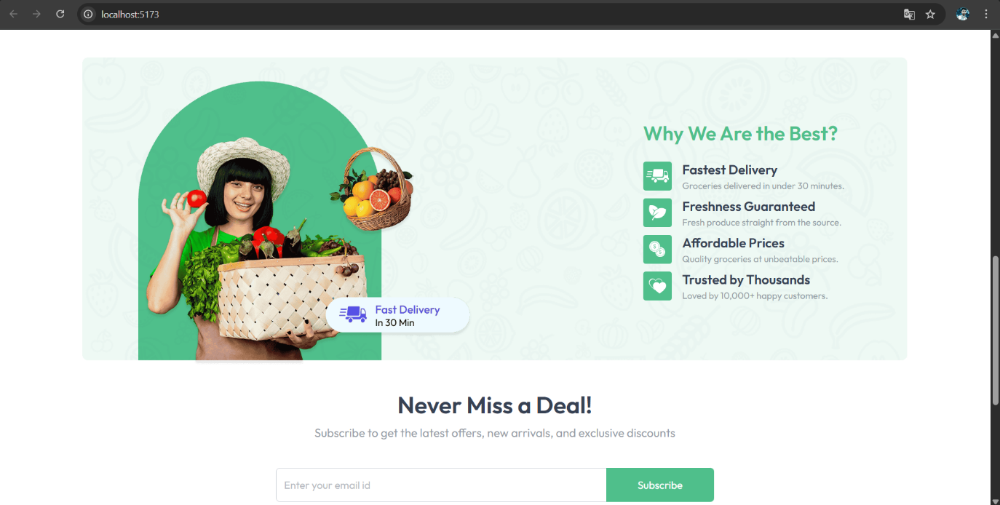 localhost:5173
Why We Are the Best?
Fastest Delivery
Groceries delivered in under 30 minutes.
Freshness Guaranteed
Fresh produce straight from the source.
Affordable Prices
Quality groceries at unbeatable prices.
Trusted by Thousands
Loved by 10,000+ happy customers.
Fast Delivery
In 30 Min
Never Miss a Deal!
Subscribe to get the latest offers, new arrivals, and exclusive discounts
Enter your email id
Subscribe